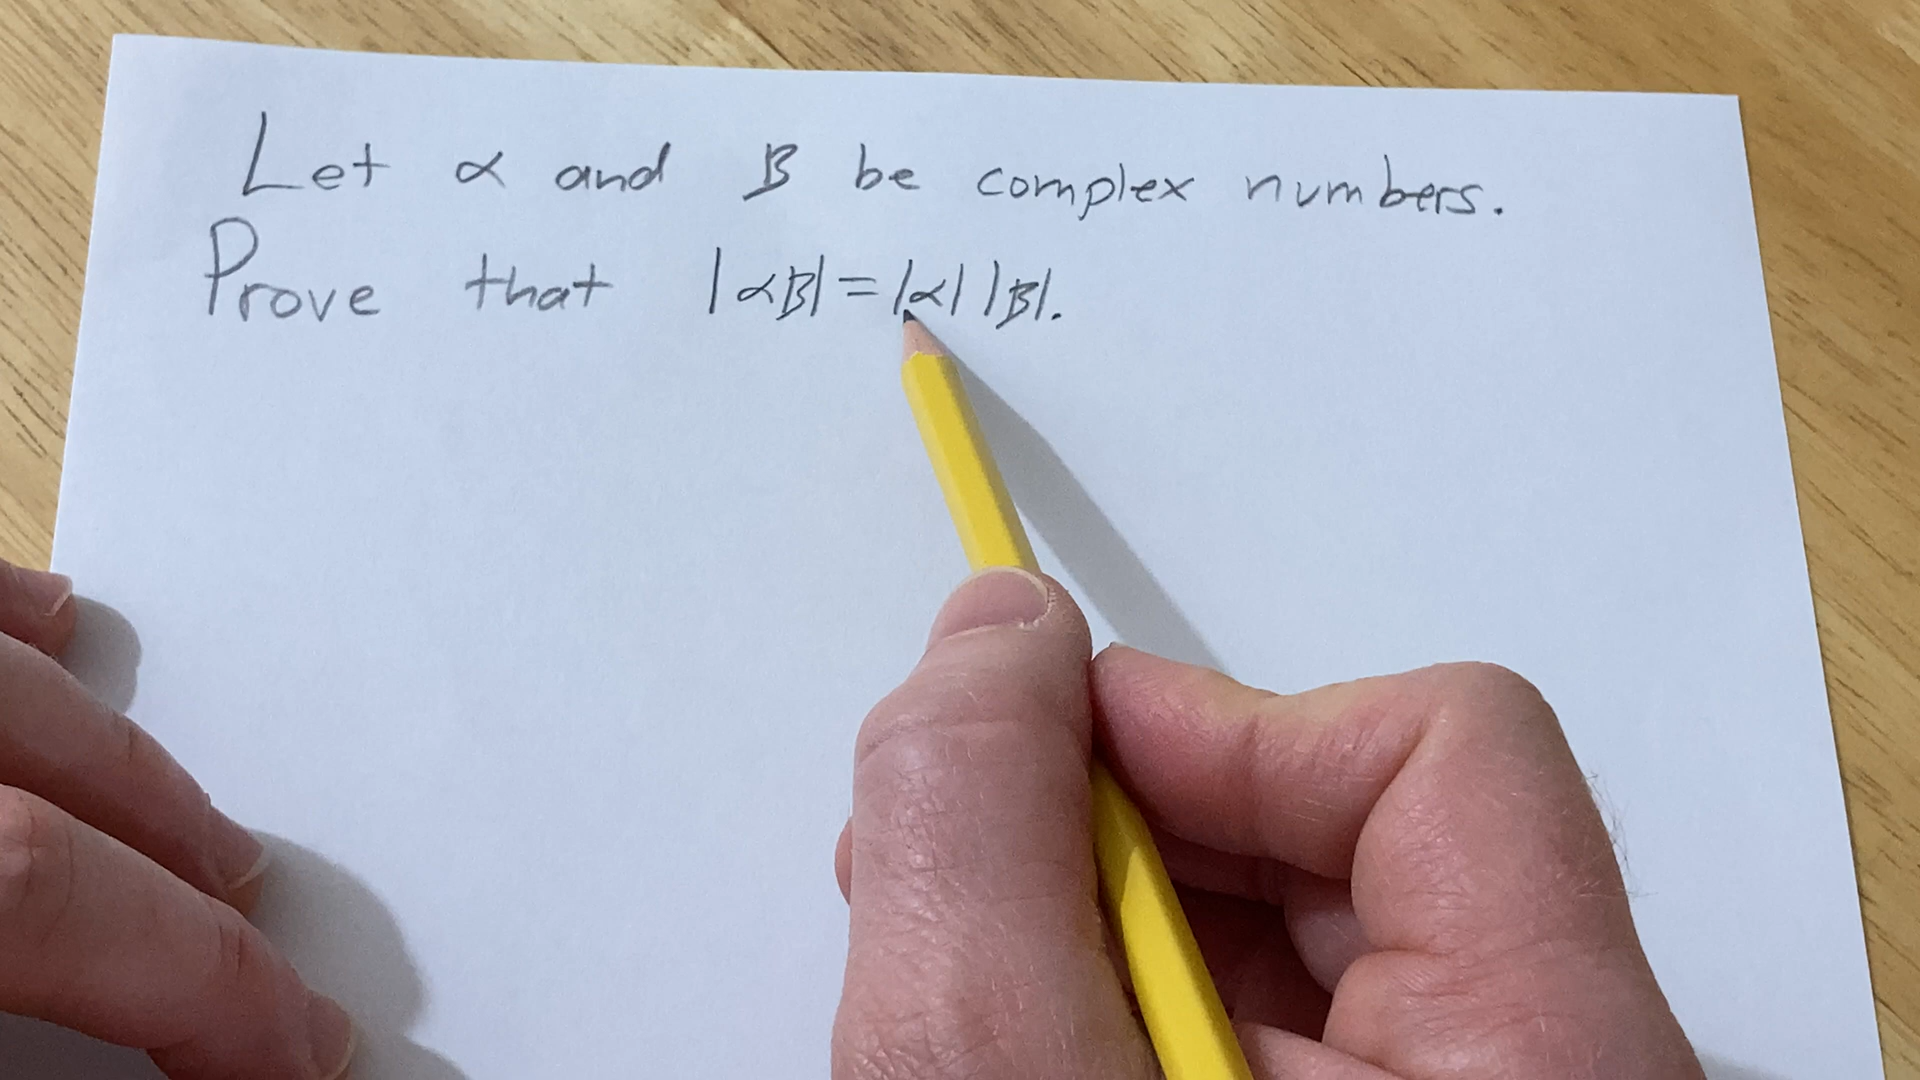 Let α and β be complex numbers.
Prove that |αβ| = |α| |β|.